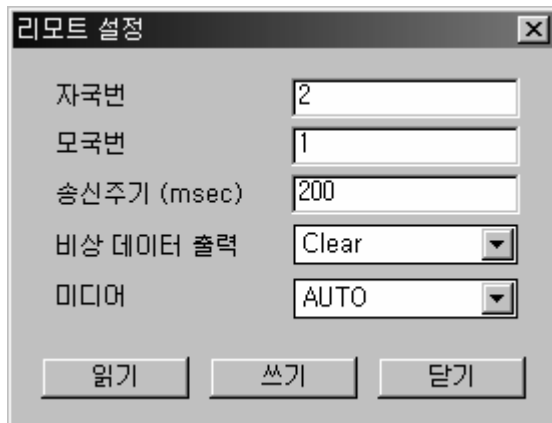 리모트 설정
자국번 2
모국번 1
송신주기 (msec) 200
비상 데이터 출력 Clear
미디어 AUTO
읽기 쓰기 닫기